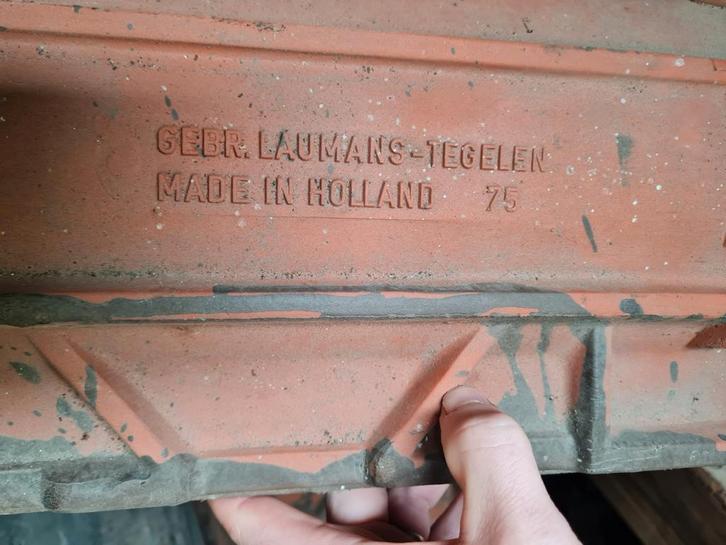 GEBR. LAUMANS-TEGELEN
MADE IN HOLLAND 75